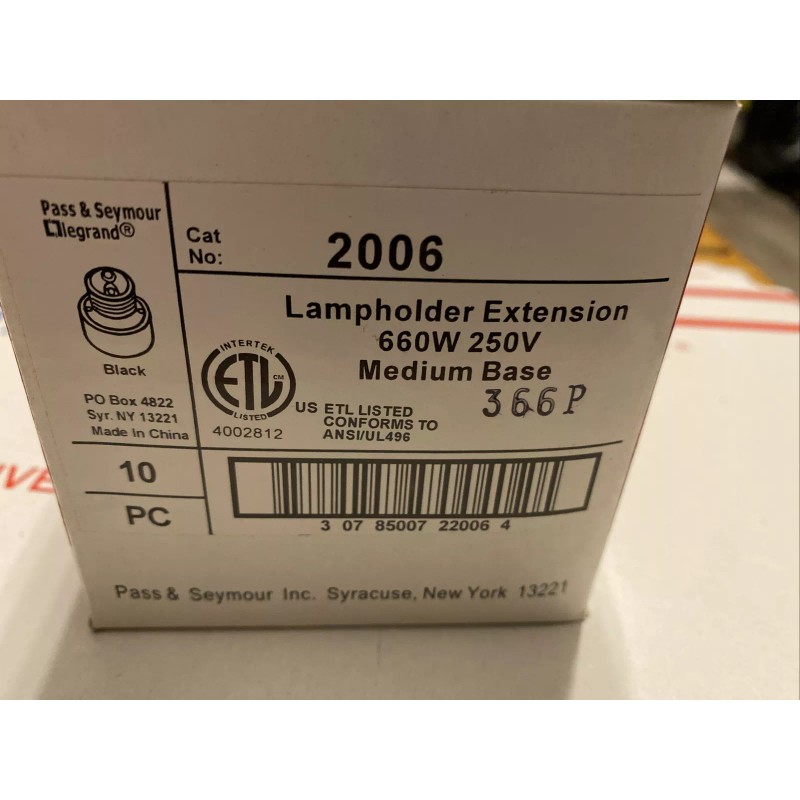 Pass & Seymour
legrand®
Cat
No:
2006
Black
PO Box 4822
Syr. NY 13221
Made In China
Lampholder Extension
660W 250V
Medium Base
366P
INTERTEK
ETL CM
LISTED
US
4002812
ETL LISTED
CONFORMS TO
ANSI/UL496
10
PC
3 07 85007 22006 4
Pass & Seymour Inc. Syracuse, New York 13221
VE